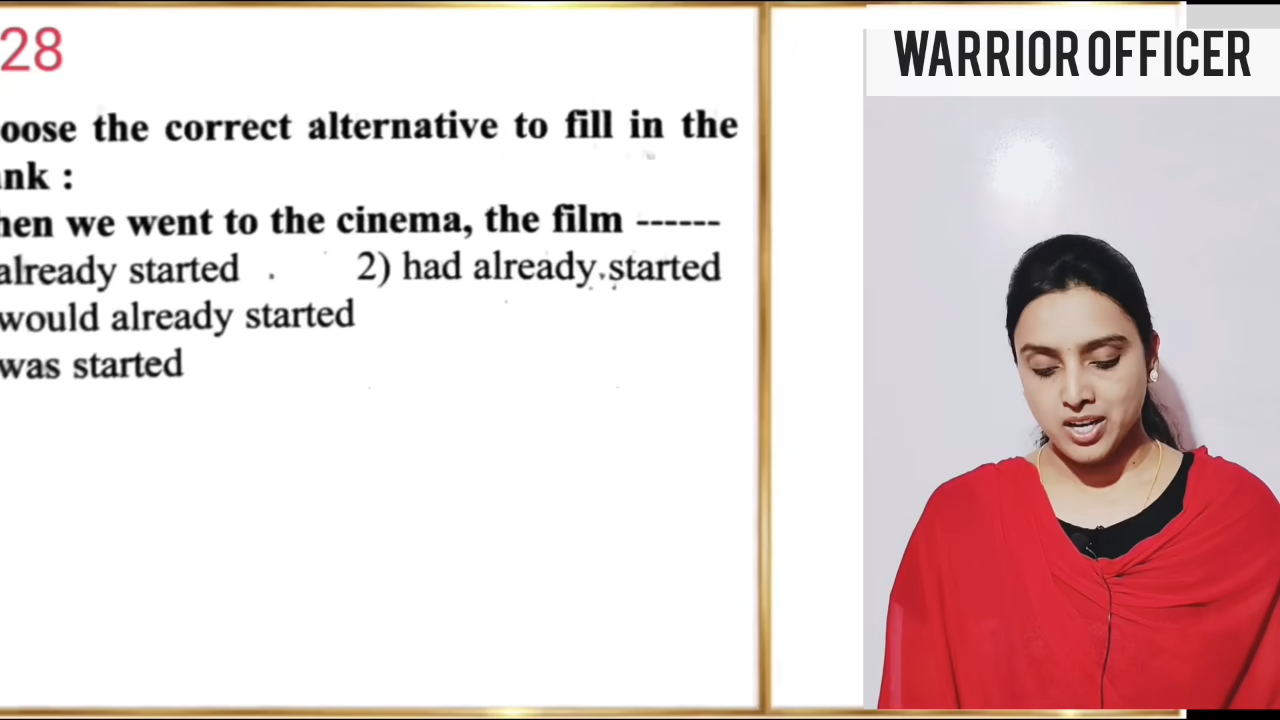 28
WARRIOR OFFICER
oose the correct alternative to fill in the
nk :
hen we went to the cinema, the film ------
already started . 2) had already started
would already started
was started